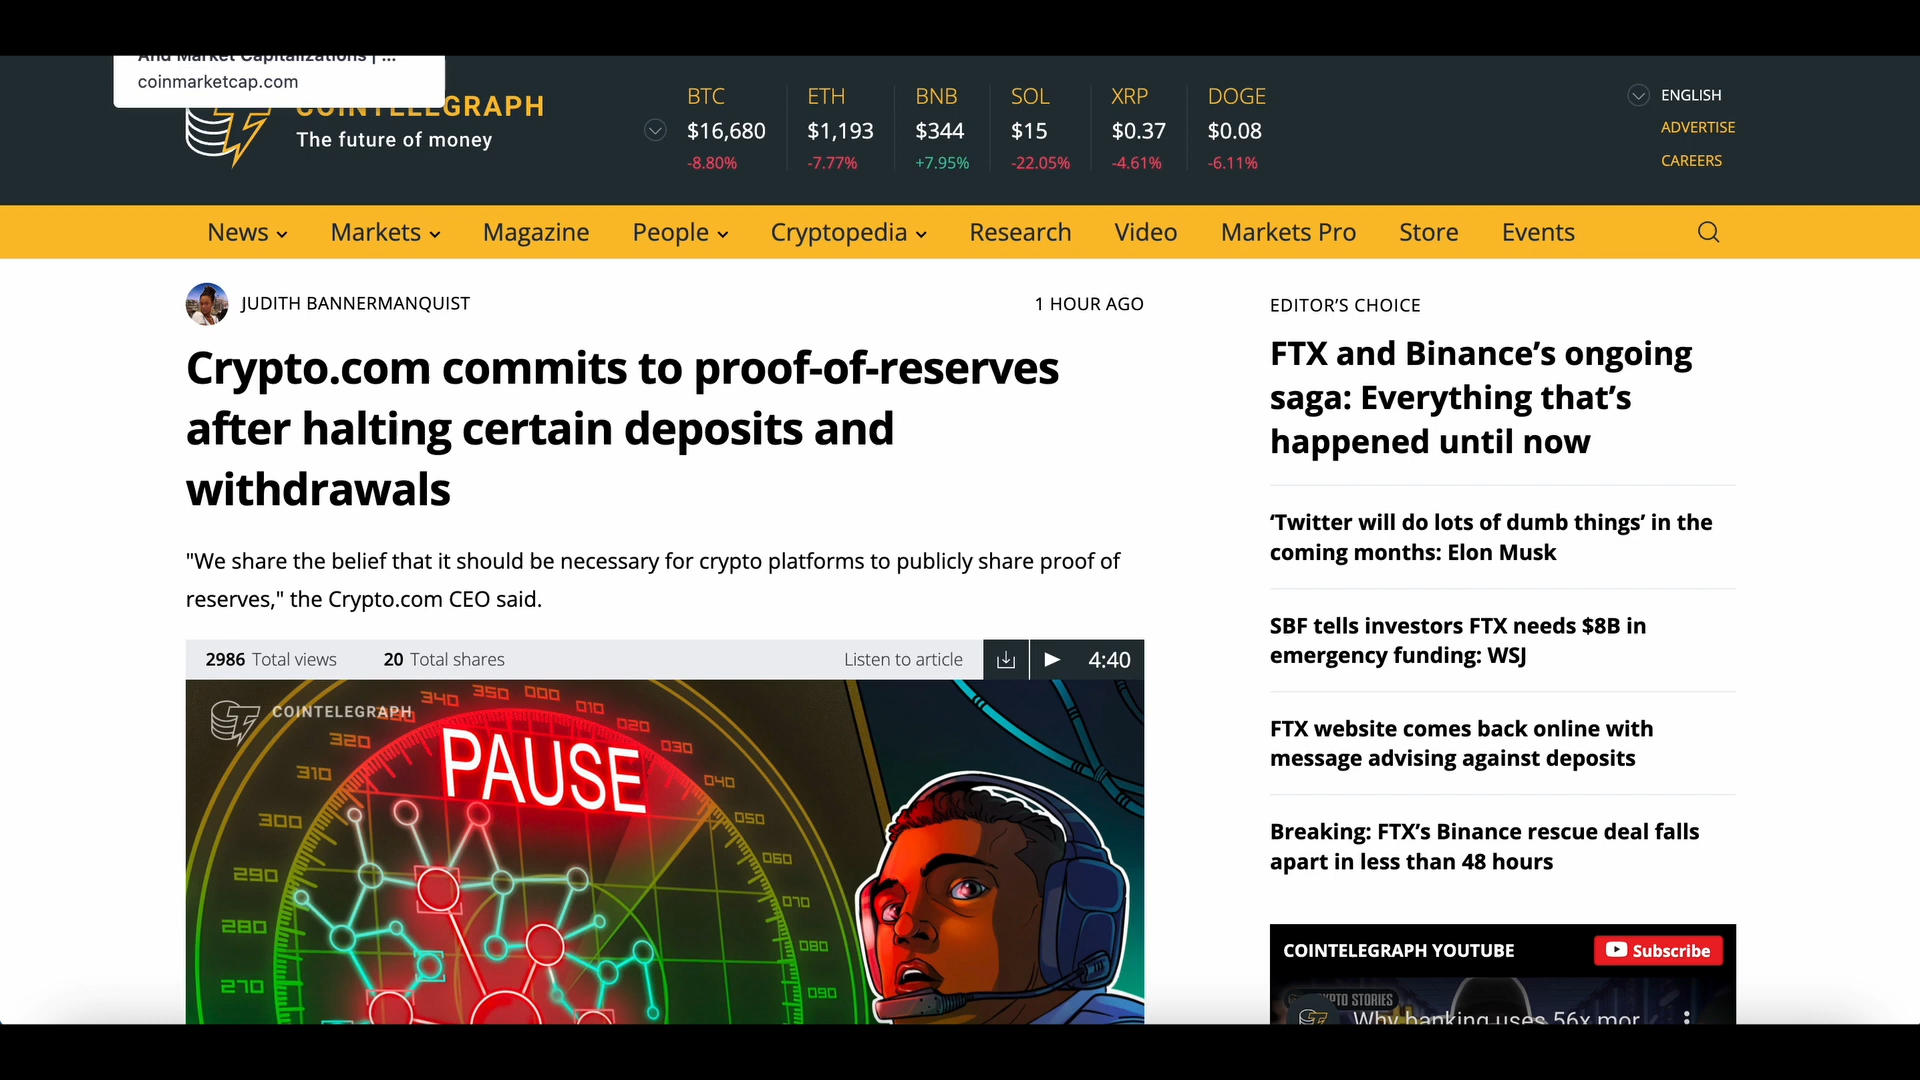 And Market Capitalizations | ...
coinmarketcap.com
COINTELEGRAPH
The future of money
BTC
$16,680
-8.80%
ETH
$1,193
-7.77%
BNB
$344
+7.95%
SOL
$15
-22.05%
XRP
$0.37
-4.61%
DOGE
$0.08
-6.11%
ENGLISH
ADVERTISE
CAREERS
News Markets Magazine People Cryptopedia Research Video Markets Pro Store Events
JUDITH BANNERMANQUIST
1 HOUR AGO
Crypto.com commits to proof-of-reserves
after halting certain deposits and
withdrawals
"We share the belief that it should be necessary for crypto platforms to publicly share proof of
reserves," the Crypto.com CEO said.
2986 Total views 20 Total shares Listen to article 4:40
COINTELEGRAPH
PAUSE
270
280
290
300
310
320
340
350
000
010
020
030
040
050
060
070
080
090
EDITOR’S CHOICE
FTX and Binance’s ongoing
saga: Everything that’s
happened until now
‘Twitter will do lots of dumb things’ in the
coming months: Elon Musk
SBF tells investors FTX needs $8B in
emergency funding: WSJ
FTX website comes back online with
message advising against deposits
Breaking: FTX’s Binance rescue deal falls
apart in less than 48 hours
COINTELEGRAPH YOUTUBE
Subscribe
STORIES
Why banking uses 56x mor